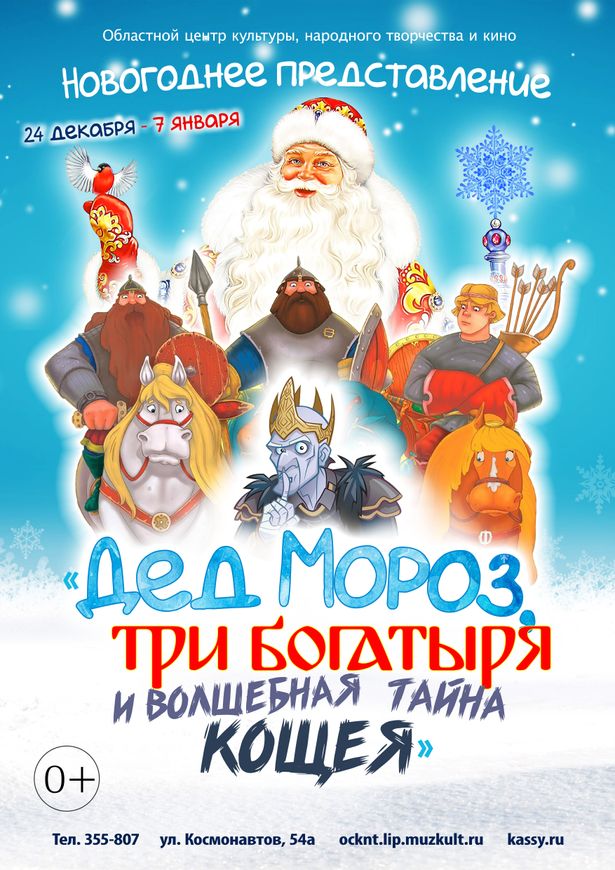 Областной центр культуры, народного творчества и кино
Новогоднее представление
24 декабря - 7 января
«Дед Мороз,
три богатыря
и волшебная тайна
Кощея»
0+
Тел. 355-807 ул. Космонавтов, 54а ocknt.lip.muzkult.ru kassy.ru